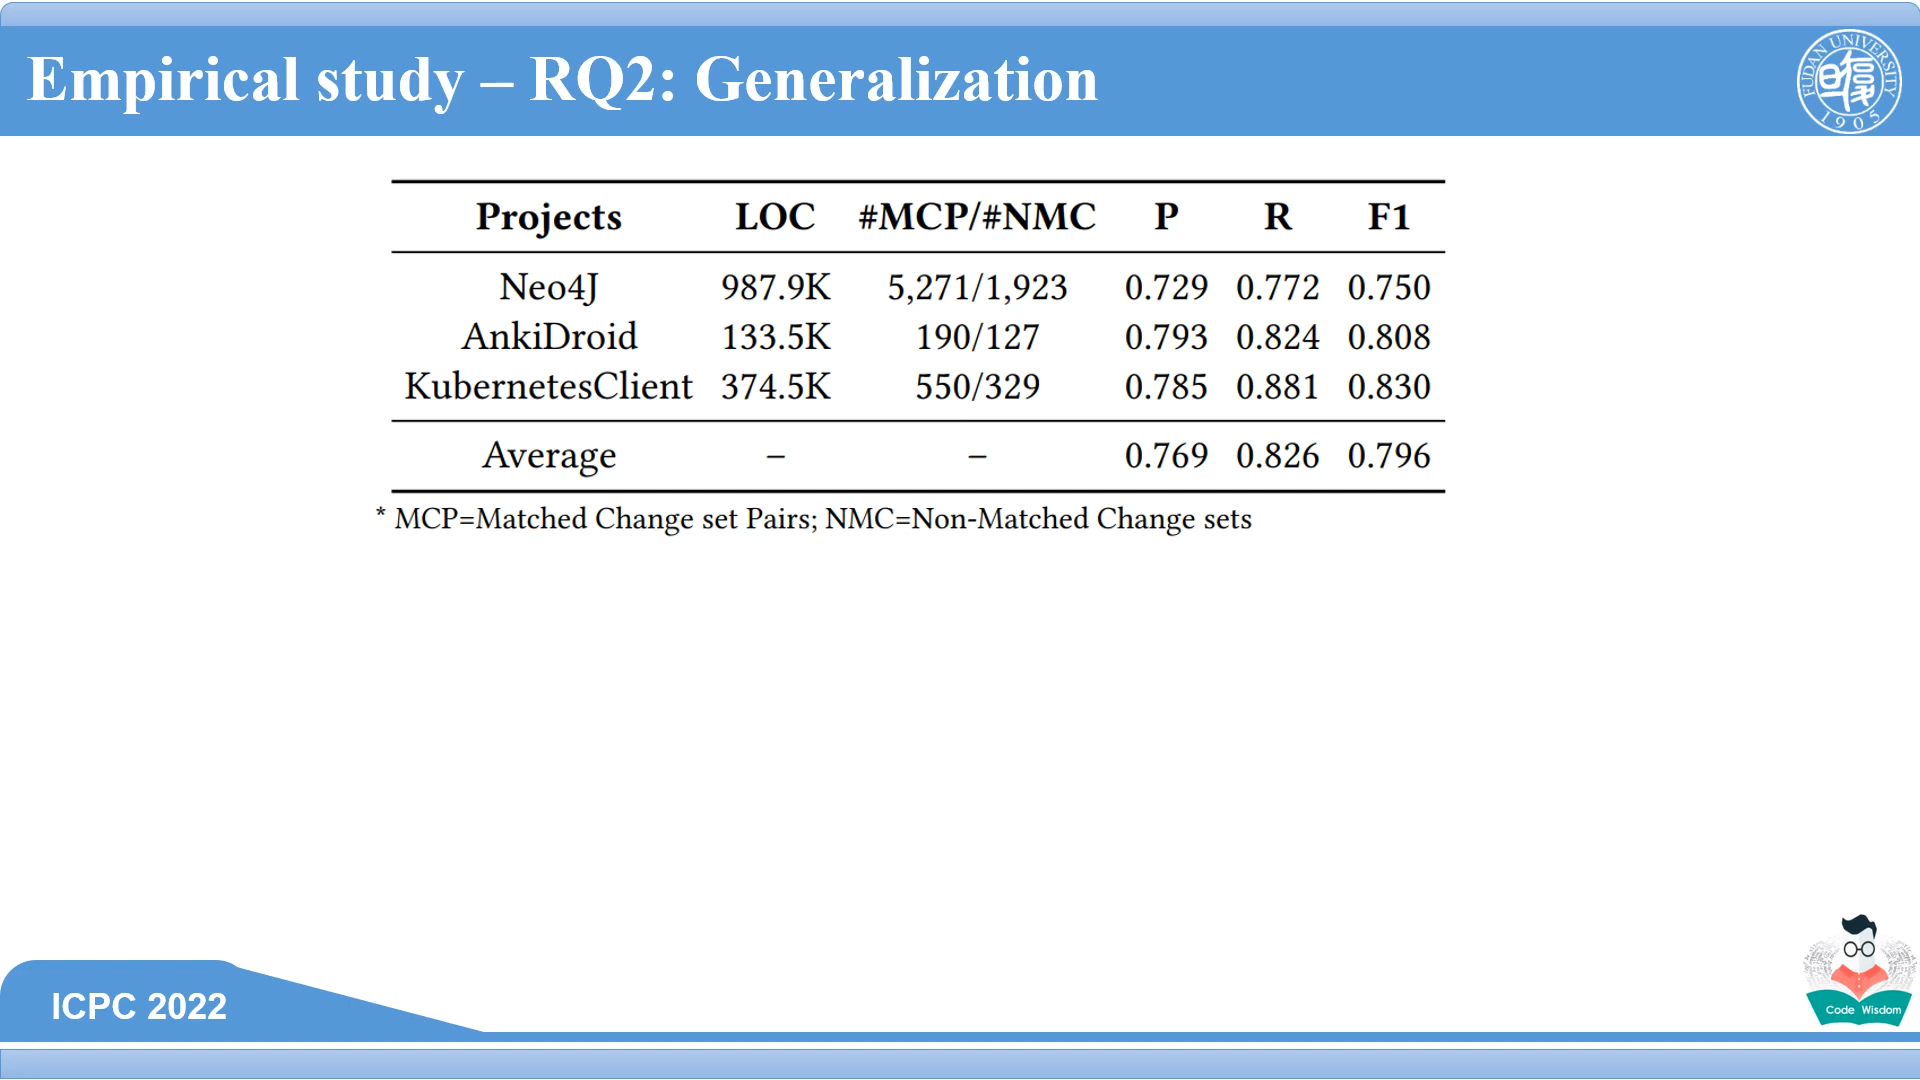 Empirical study – RQ2: Generalization
FUDAN UNIVERSITY
1905
Projects LOC #MCP/#NMC P R F1
Neo4J 987.9K 5,271/1,923 0.729 0.772 0.750
AnkiDroid 133.5K 190/127 0.793 0.824 0.808
KubernetesClient 374.5K 550/329 0.785 0.881 0.830
Average – – 0.769 0.826 0.796
* MCP=Matched Change set Pairs; NMC=Non-Matched Change sets
ICPC 2022
Code Wisdom